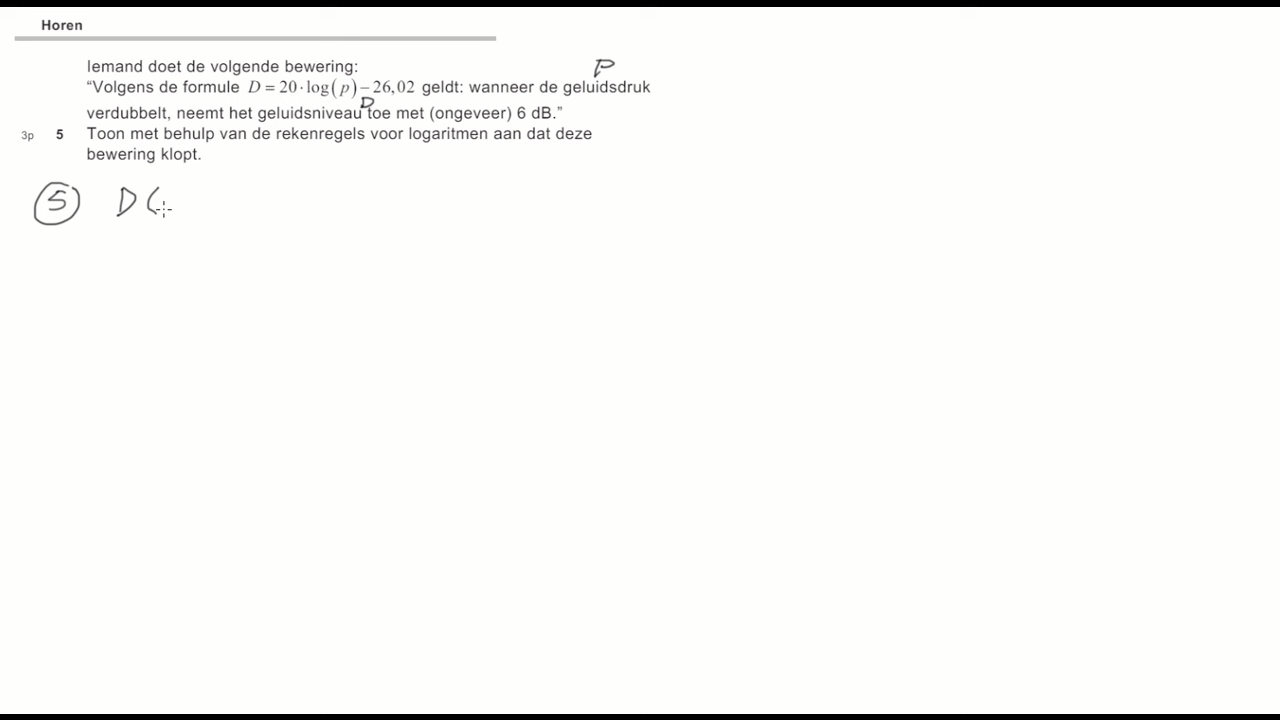 Horen
Iemand doet de volgende bewering:
P
“Volgens de formule D = 20·log(p) − 26,02 geldt: wanneer de geluidsdruk
D
verdubbelt, neemt het geluidsniveau toe met (ongeveer) 6 dB.”
3p 5 Toon met behulp van de rekenregels voor logaritmen aan dat deze
bewering klopt.
5 D(